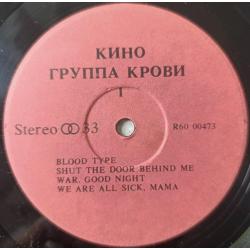 КИНО
ГРУППА КРОВИ
1
Stereo 33
R60 00473
BLOOD TYPE
SHUT THE DOOR BEHIND ME
WAR, GOOD NIGHT
WE ARE ALL SICK, MAMA